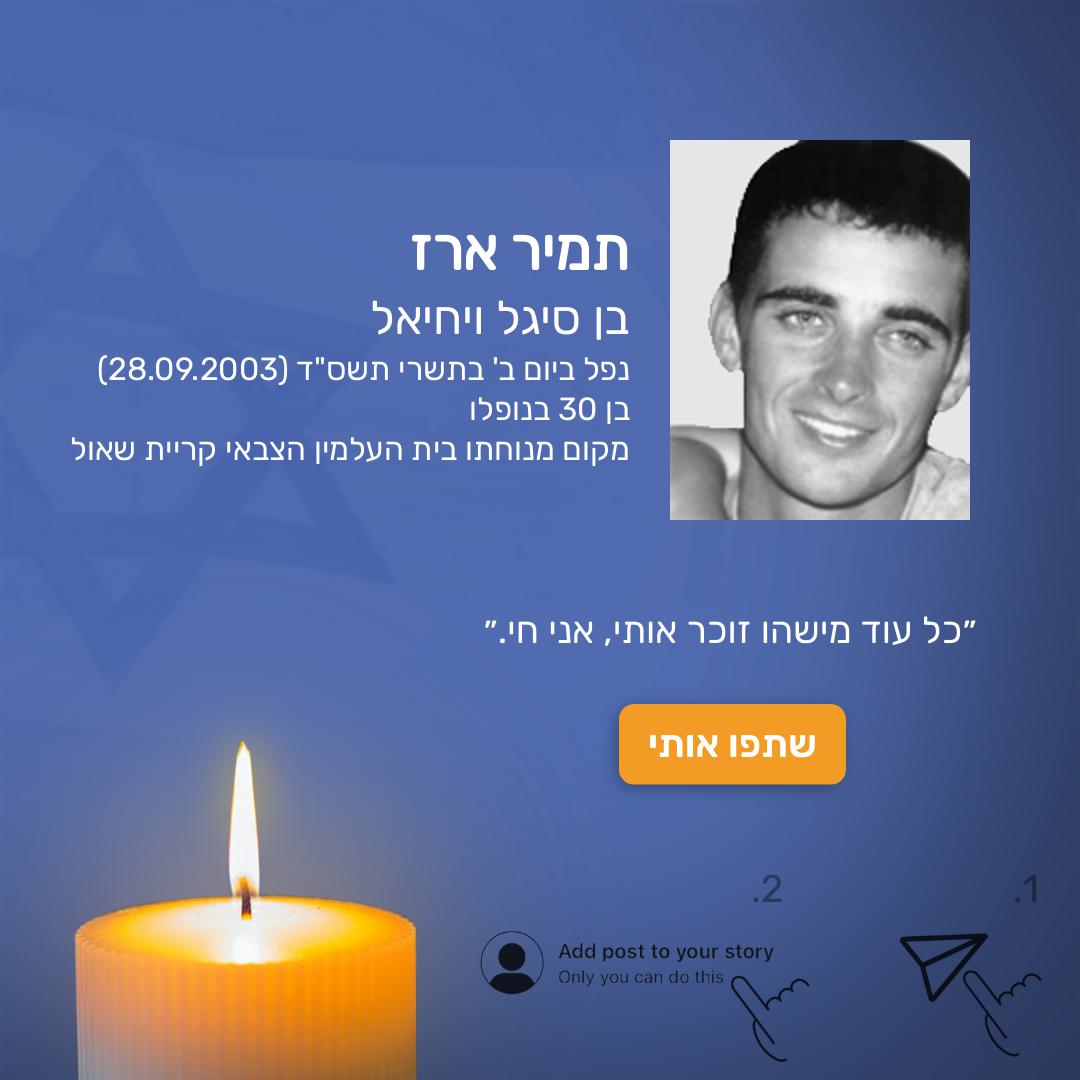 תמיר ארז
בן סיגל ויחיאל
נפל ביום ב' בתשרי תשס"ד (28.09.2003)
בן 30 בנופלו
מקום מנוחתו בית העלמין הצבאי קריית שאול
״כל עוד מישהו זוכר אותי, אני חי.״
שתפו אותי
.1
.2
Add post to your story
Only you can do this